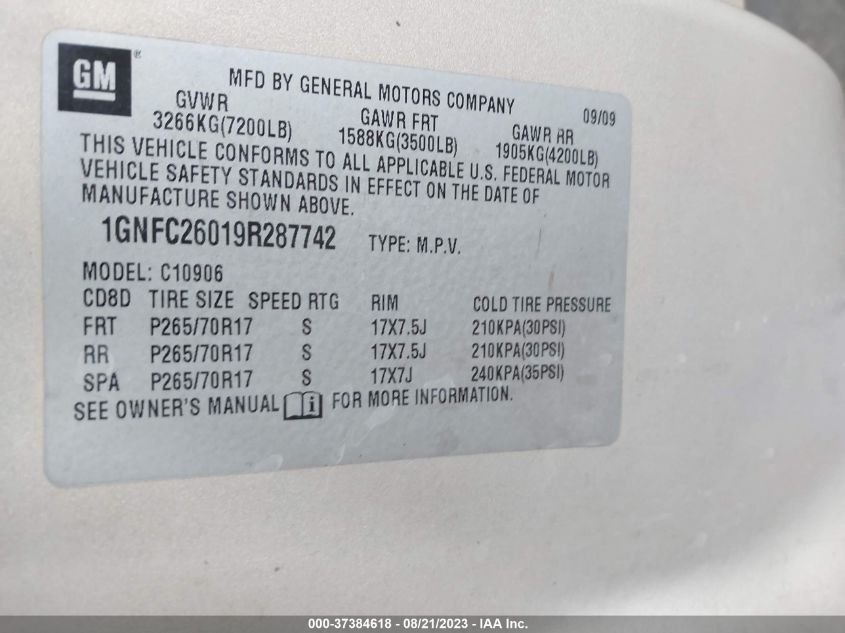 GM®
MFD BY GENERAL MOTORS COMPANY 09/09
GVWR GAWR FRT GAWR RR
3266KG(7200LB) 1588KG(3500LB) 1905KG(4200LB)
THIS VEHICLE CONFORMS TO ALL APPLICABLE U.S. FEDERAL MOTOR
VEHICLE SAFETY STANDARDS IN EFFECT ON THE DATE OF
MANUFACTURE SHOWN ABOVE.
1GNFC26019R287742 TYPE: M.P.V.
MODEL: C10906
CD8D TIRE SIZE SPEED RTG RIM COLD TIRE PRESSURE
FRT P265/70R17 S 17X7.5J 210KPA(30PSI)
RR P265/70R17 S 17X7.5J 210KPA(30PSI)
SPA P265/70R17 S 17X7J 240KPA(35PSI)
SEE OWNER'S MANUAL i FOR MORE INFORMATION.
000-37384618 - 08/21/2023 - IAA Inc.